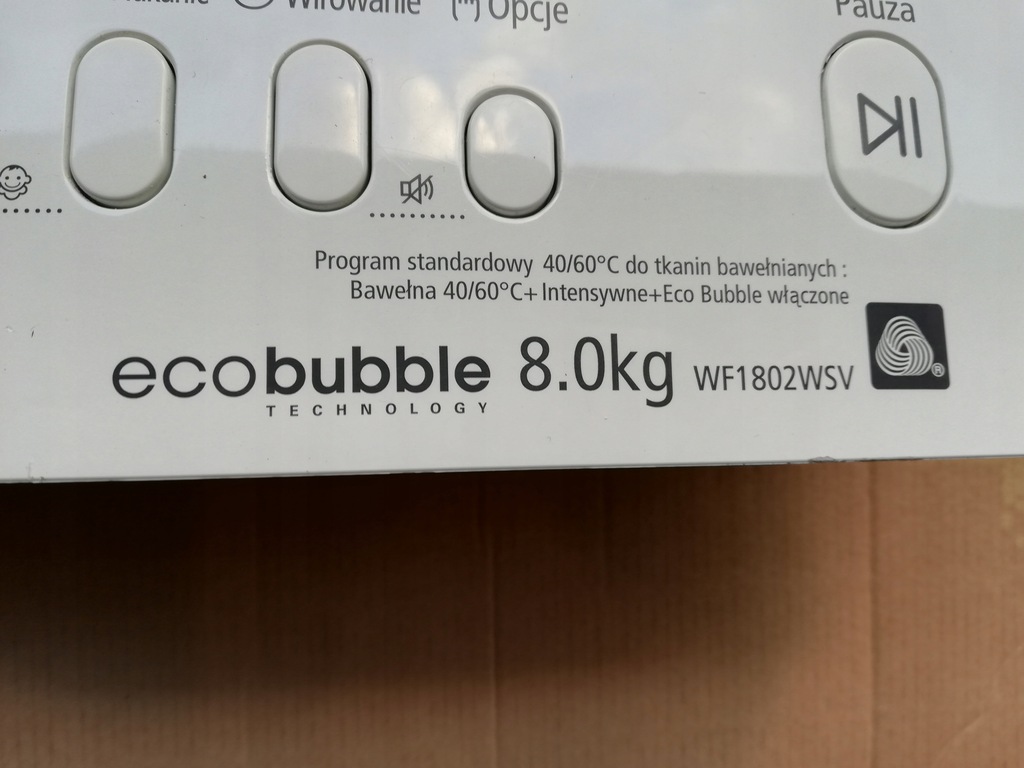 Wirowanie Opcje
Pauza
Program standardowy 40/60°C do tkanin bawełnianych :
Bawełna 40/60°C+ Intensywne+Eco Bubble włączone
ecobubble 8.0kg WF1802WSV
TECHNOLOGY
®